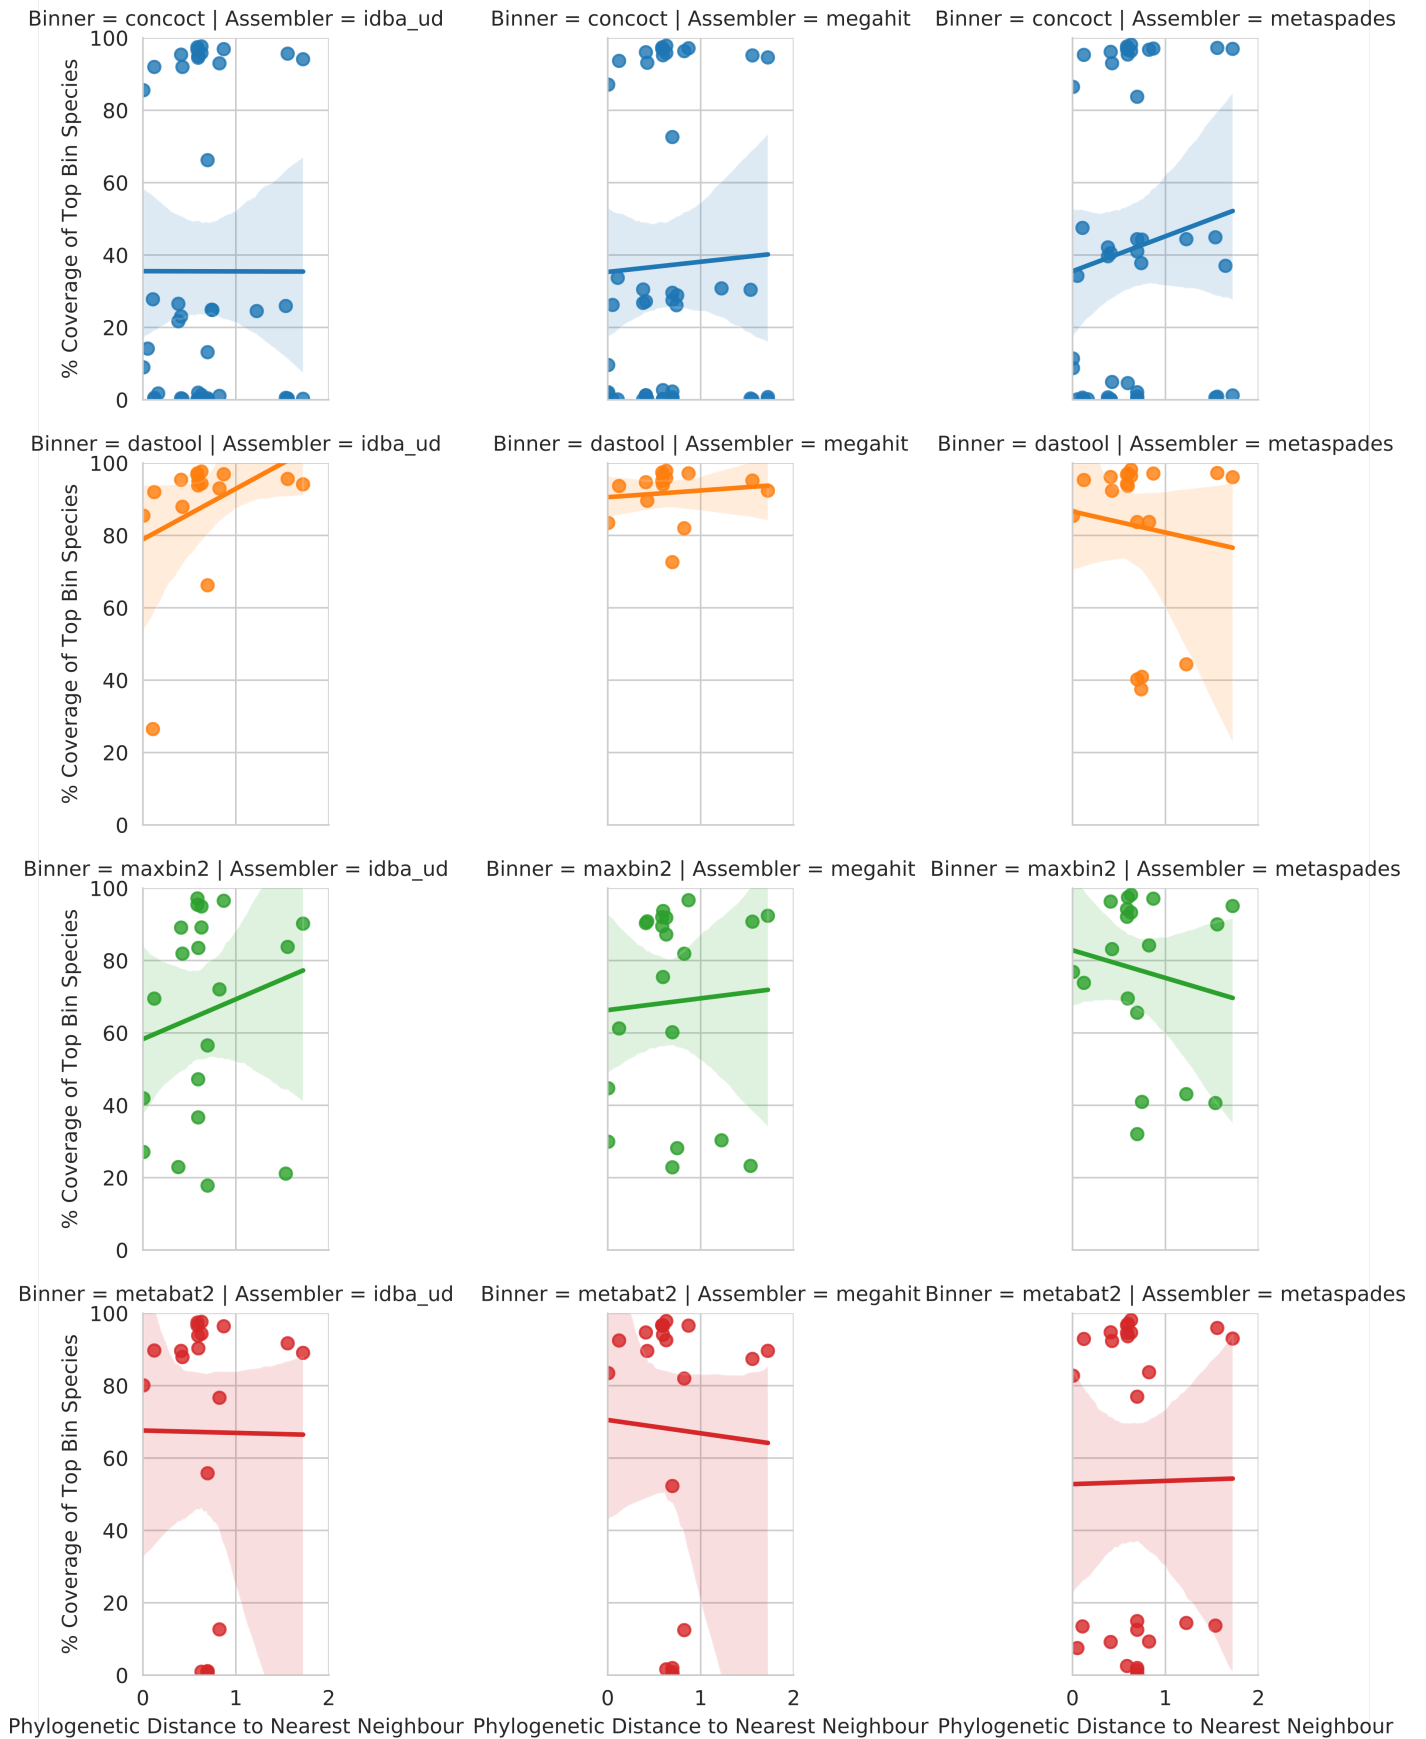 Binner = concoct | Assembler = idba_ud
Binner = concoct | Assembler = megahit
Binner = concoct | Assembler = metaspades
% Coverage of Top Bin Species
100
80
60
40
20
0
Binner = dastool | Assembler = idba_ud
Binner = dastool | Assembler = megahit
Binner = dastool | Assembler = metaspades
% Coverage of Top Bin Species
100
80
60
40
20
0
Binner = maxbin2 | Assembler = idba_ud
Binner = maxbin2 | Assembler = megahit
Binner = maxbin2 | Assembler = metaspades
% Coverage of Top Bin Species
100
80
60
40
20
0
Binner = metabat2 | Assembler = idba_ud
Binner = metabat2 | Assembler = megahit
Binner = metabat2 | Assembler = metaspades
% Coverage of Top Bin Species
100
80
60
40
20
0
0 1 2
0 1 2
0 1 2
Phylogenetic Distance to Nearest Neighbour
Phylogenetic Distance to Nearest Neighbour
Phylogenetic Distance to Nearest Neighbour